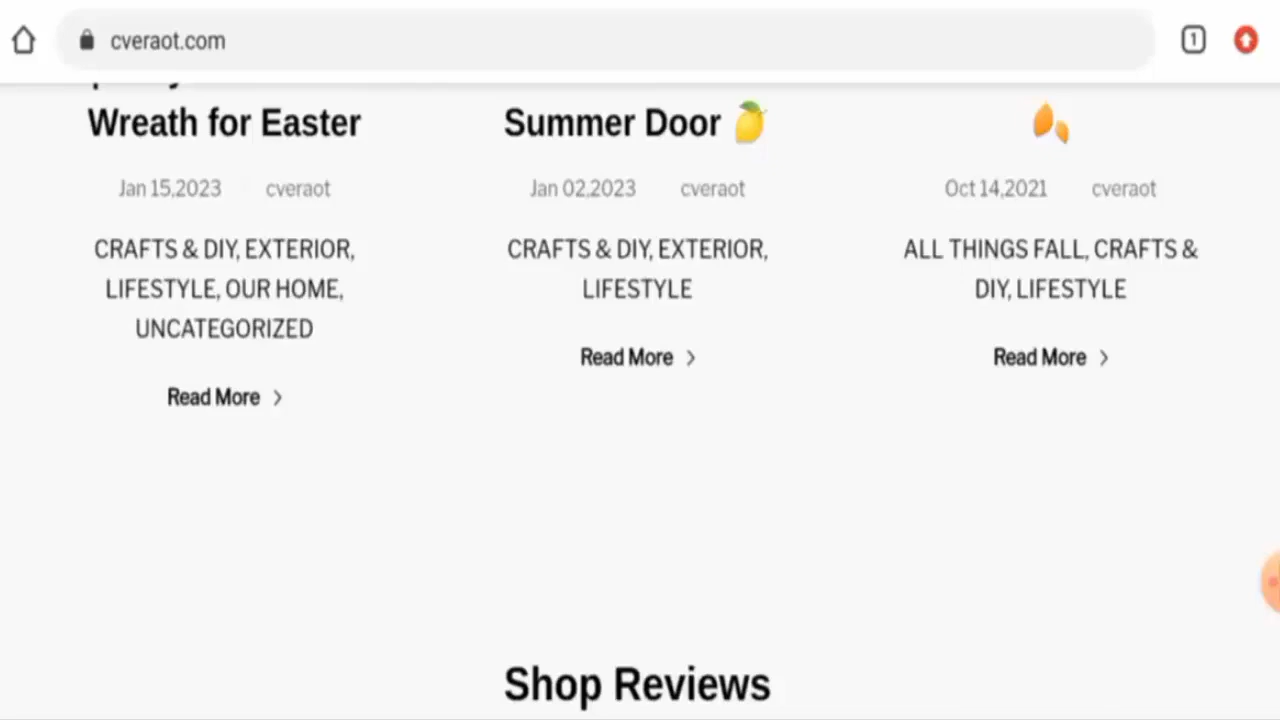 cveraot.com
1
Wreath for Easter
Jan 15,2023 cveraot
CRAFTS & DIY, EXTERIOR,
LIFESTYLE, OUR HOME,
UNCATEGORIZED
Read More
Summer Door 🍋
Jan 02,2023 cveraot
CRAFTS & DIY, EXTERIOR,
LIFESTYLE
Read More
Oct 14,2021 cveraot
ALL THINGS FALL, CRAFTS &
DIY, LIFESTYLE
Read More
Shop Reviews